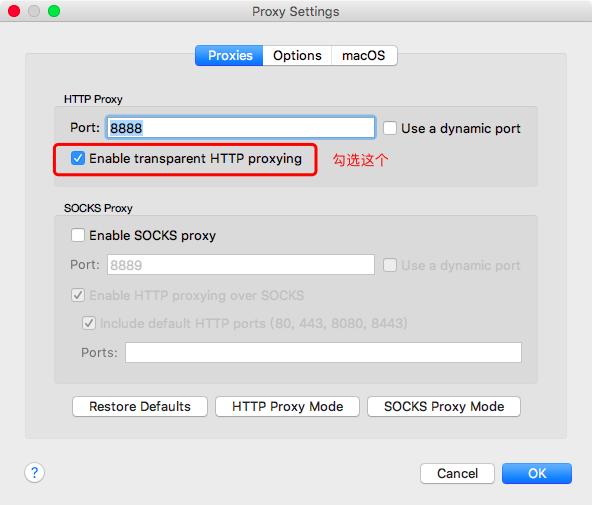 Proxy Settings
Proxies Options macOS
HTTP Proxy
Port: 8888 Use a dynamic port
Enable transparent HTTP proxying 勾选这个
SOCKS Proxy
Enable SOCKS proxy
Port: 8889 Use a dynamic port
Enable HTTP proxying over SOCKS
Include default HTTP ports (80, 443, 8080, 8443)
Ports:
Restore Defaults HTTP Proxy Mode SOCKS Proxy Mode
? Cancel OK